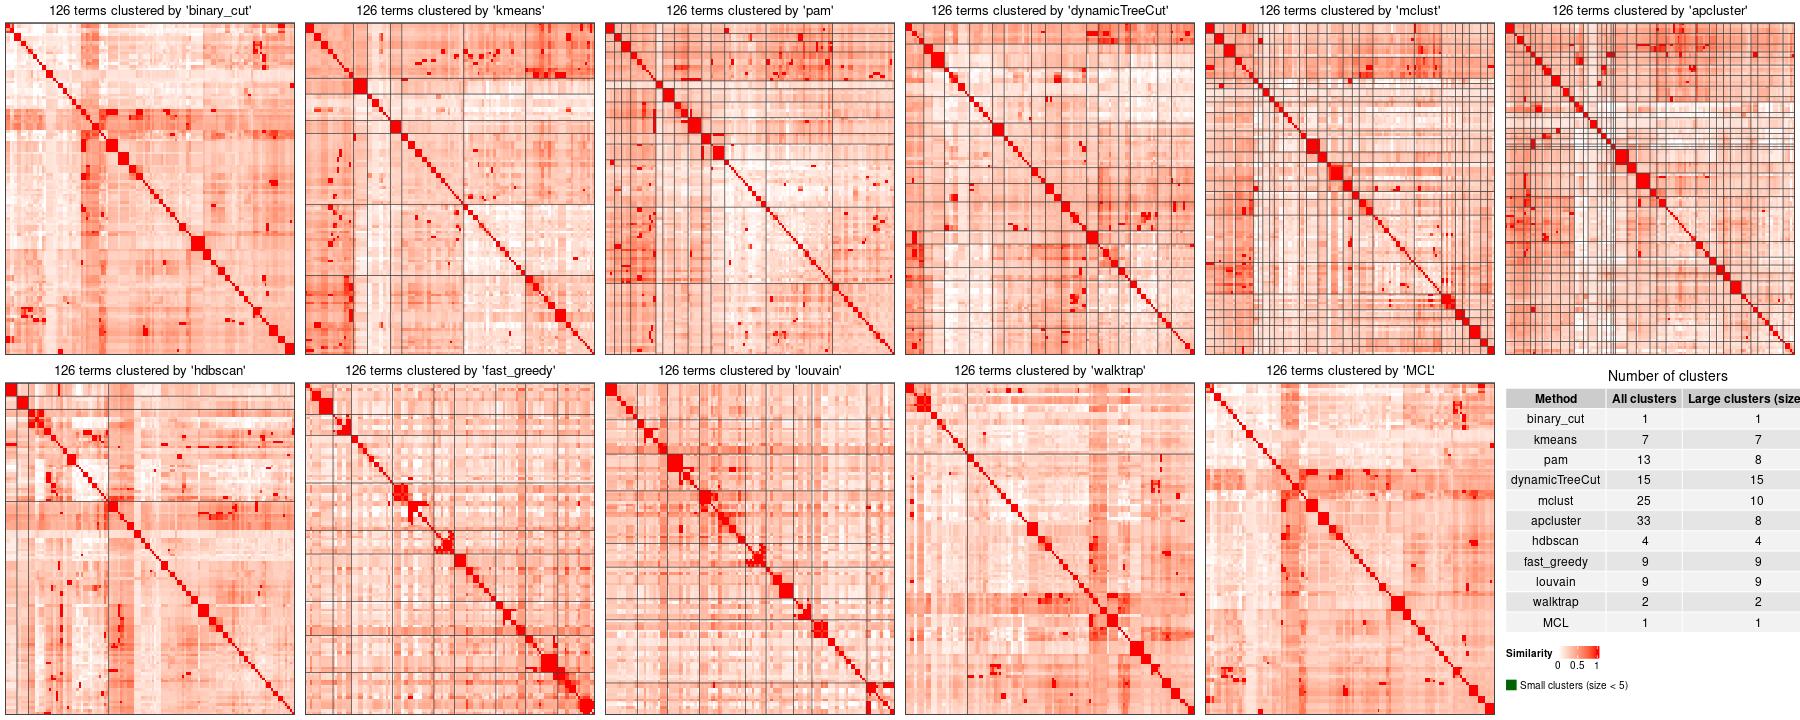 126 terms clustered by 'binary_cut'
126 terms clustered by 'kmeans'
126 terms clustered by 'pam'
126 terms clustered by 'dynamicTreeCut'
126 terms clustered by 'mclust'
126 terms clustered by 'apcluster'
126 terms clustered by 'hdbscan'
126 terms clustered by 'fast_greedy'
126 terms clustered by 'louvain'
126 terms clustered by 'walktrap'
126 terms clustered by 'MCL'
Number of clusters
Method All clusters Large clusters (size
binary_cut 1 1
kmeans 7 7
pam 13 8
dynamicTreeCut 15 15
mclust 25 10
apcluster 33 8
hdbscan 4 4
fast_greedy 9 9
louvain 9 9
walktrap 2 2
MCL 1 1
Similarity
0 0.5 1
Small clusters (size < 5)